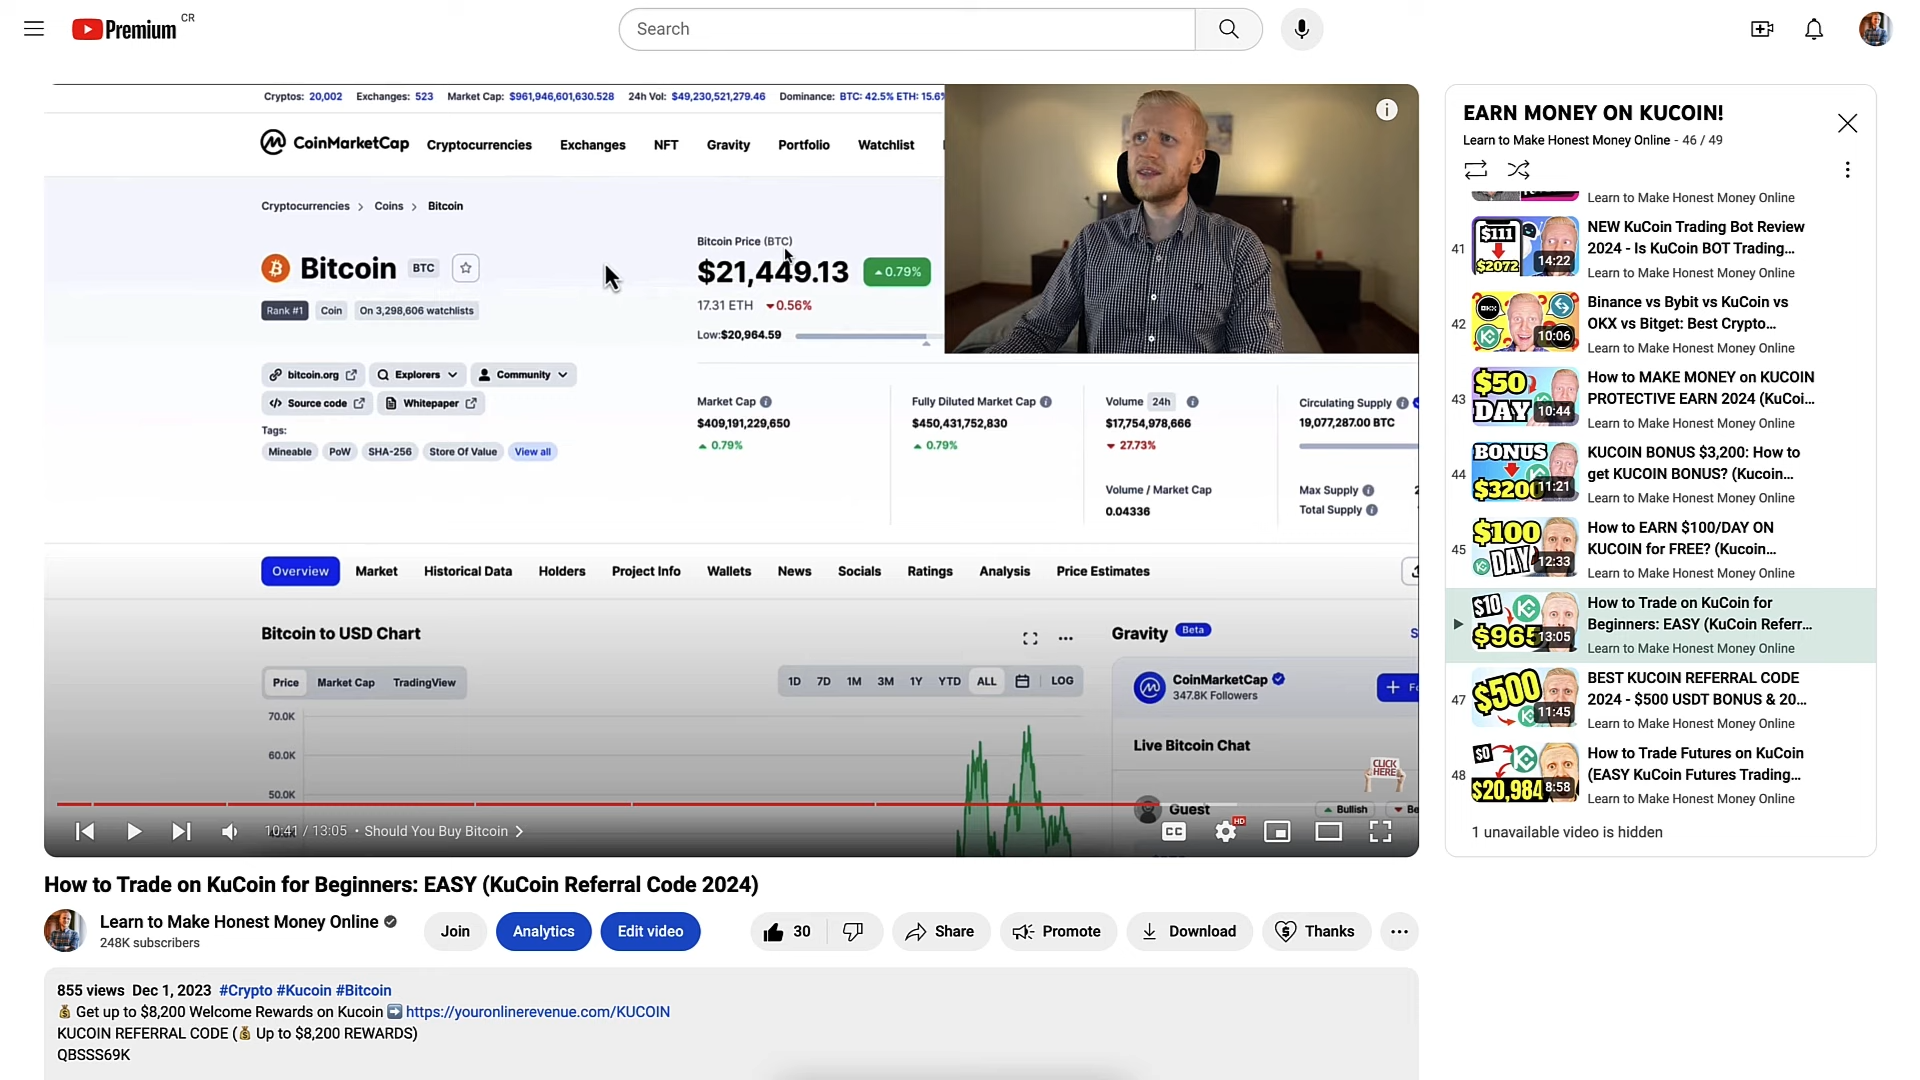 Premium CR
Search
Cryptos: 20,002 Exchanges: 523 Market Cap: $961,946,601,630.528 24h Vol: $49,230,521,279.46 Dominance: BTC: 42.5% ETH: 15.6%
CoinMarketCap Cryptocurrencies Exchanges NFT Gravity Portfolio Watchlist
Cryptocurrencies > Coins > Bitcoin
Bitcoin BTC
Rank #1 Coin On 3,298,606 watchlists
bitcoin.org Explorers Community
Source code Whitepaper
Tags:
Mineable PoW SHA-256 Store Of Value View all
Bitcoin Price (BTC)
$21,449.13 0.79%
17.31 ETH 0.56%
Low:$20,964.59
Market Cap
$409,191,229,650
0.79%
Fully Diluted Market Cap
$450,431,752,830
0.79%
Volume 24h
$17,754,978,666
27.73%
Volume / Market Cap
0.04336
Circulating Supply
19,077,287.00 BTC
Max Supply
Total Supply
Overview Market Historical Data Holders Project Info Wallets News Socials Ratings Analysis Price Estimates
Bitcoin to USD Chart
Price Market Cap TradingView
1D 7D 1M 3M 1Y YTD ALL LOG
70.0K
60.0K
50.0K
Gravity Beta
CoinMarketCap
347.8K Followers
Live Bitcoin Chat
CLICK HERE
Guest
Bullish
10:41 / 13:05 • Should You Buy Bitcoin
CC HD
EARN MONEY ON KUCOIN!
Learn to Make Honest Money Online - 46 / 49
Learn to Make Honest Money Online
41
$111
$2072
14:22
NEW KuCoin Trading Bot Review
2024 - Is KuCoin BOT Trading...
Learn to Make Honest Money Online
42
OKX
10:06
Binance vs Bybit vs KuCoin vs
OKX vs Bitget: Best Crypto...
Learn to Make Honest Money Online
43
$50
DAY
10:44
How to MAKE MONEY on KUCOIN
PROTECTIVE EARN 2024 (KuCoi...
Learn to Make Honest Money Online
44
BONUS
$3200
11:21
KUCOIN BONUS $3,200: How to
get KUCOIN BONUS? (Kucoin...
Learn to Make Honest Money Online
45
$100
DAY
12:33
How to EARN $100/DAY ON
KUCOIN for FREE? (Kucoin...
Learn to Make Honest Money Online
$10
$965
13:05
How to Trade on KuCoin for
Beginners: EASY (KuCoin Referr...
Learn to Make Honest Money Online
47
$500
11:45
BEST KUCOIN REFERRAL CODE
2024 - $500 USDT BONUS & 20...
Learn to Make Honest Money Online
48
$0
$20,984
8:58
How to Trade Futures on KuCoin
(EASY KuCoin Futures Trading...
Learn to Make Honest Money Online
1 unavailable video is hidden
How to Trade on KuCoin for Beginners: EASY (KuCoin Referral Code 2024)
Learn to Make Honest Money Online
248K subscribers
Join Analytics Edit video 30 Share Promote Download Thanks
855 views Dec 1, 2023 #Crypto #Kucoin #Bitcoin
💰 Get up to $8,200 Welcome Rewards on Kucoin ➡️ https://youronlinerevenue.com/KUCOIN
KUCOIN REFERRAL CODE (💰 Up to $8,200 REWARDS)
QBSSS69K